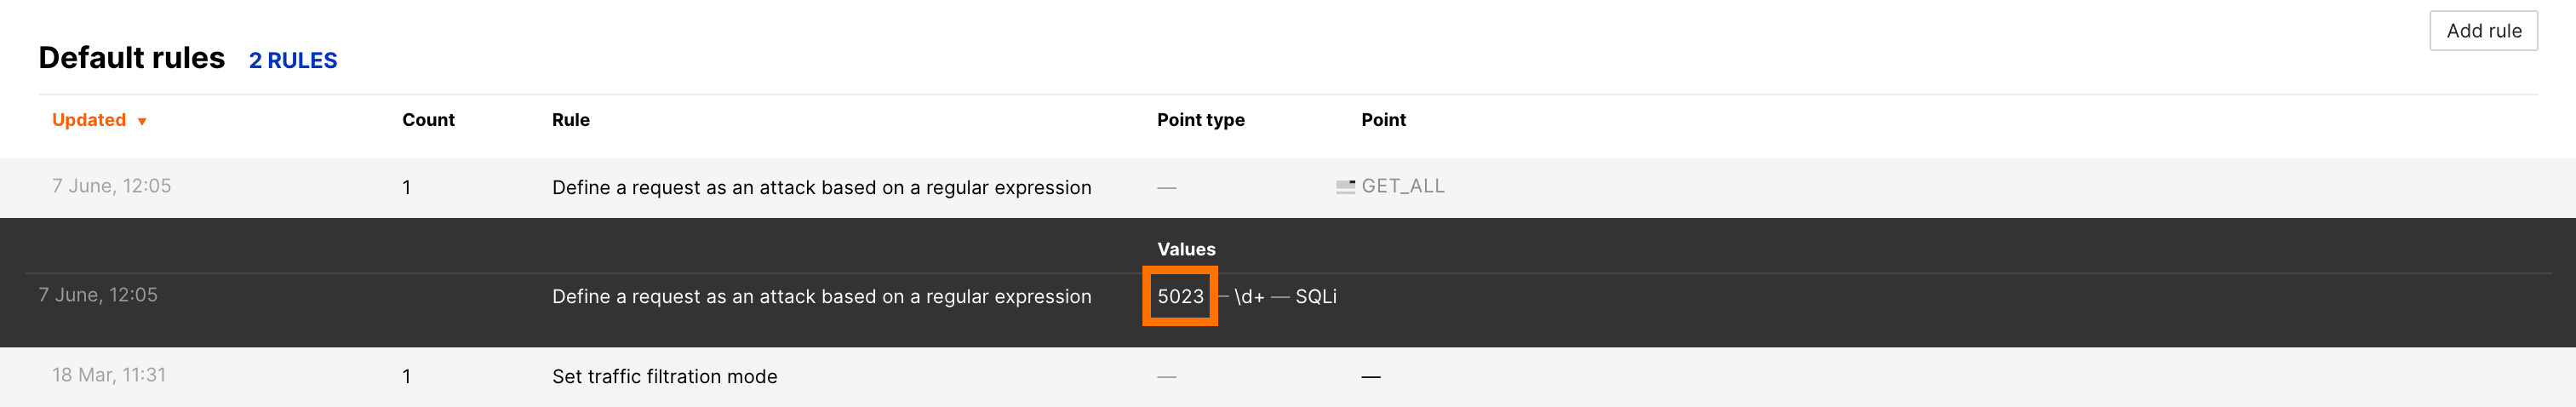 Add rule
Default rules 2 RULES
Updated ▼ Count Rule Point type Point
7 June, 12:05 1 Define a request as an attack based on a regular expression — GET_ALL
Values
7 June, 12:05 Define a request as an attack based on a regular expression 5023 — \d+ — SQLi
18 Mar, 11:31 1 Set traffic filtration mode — —